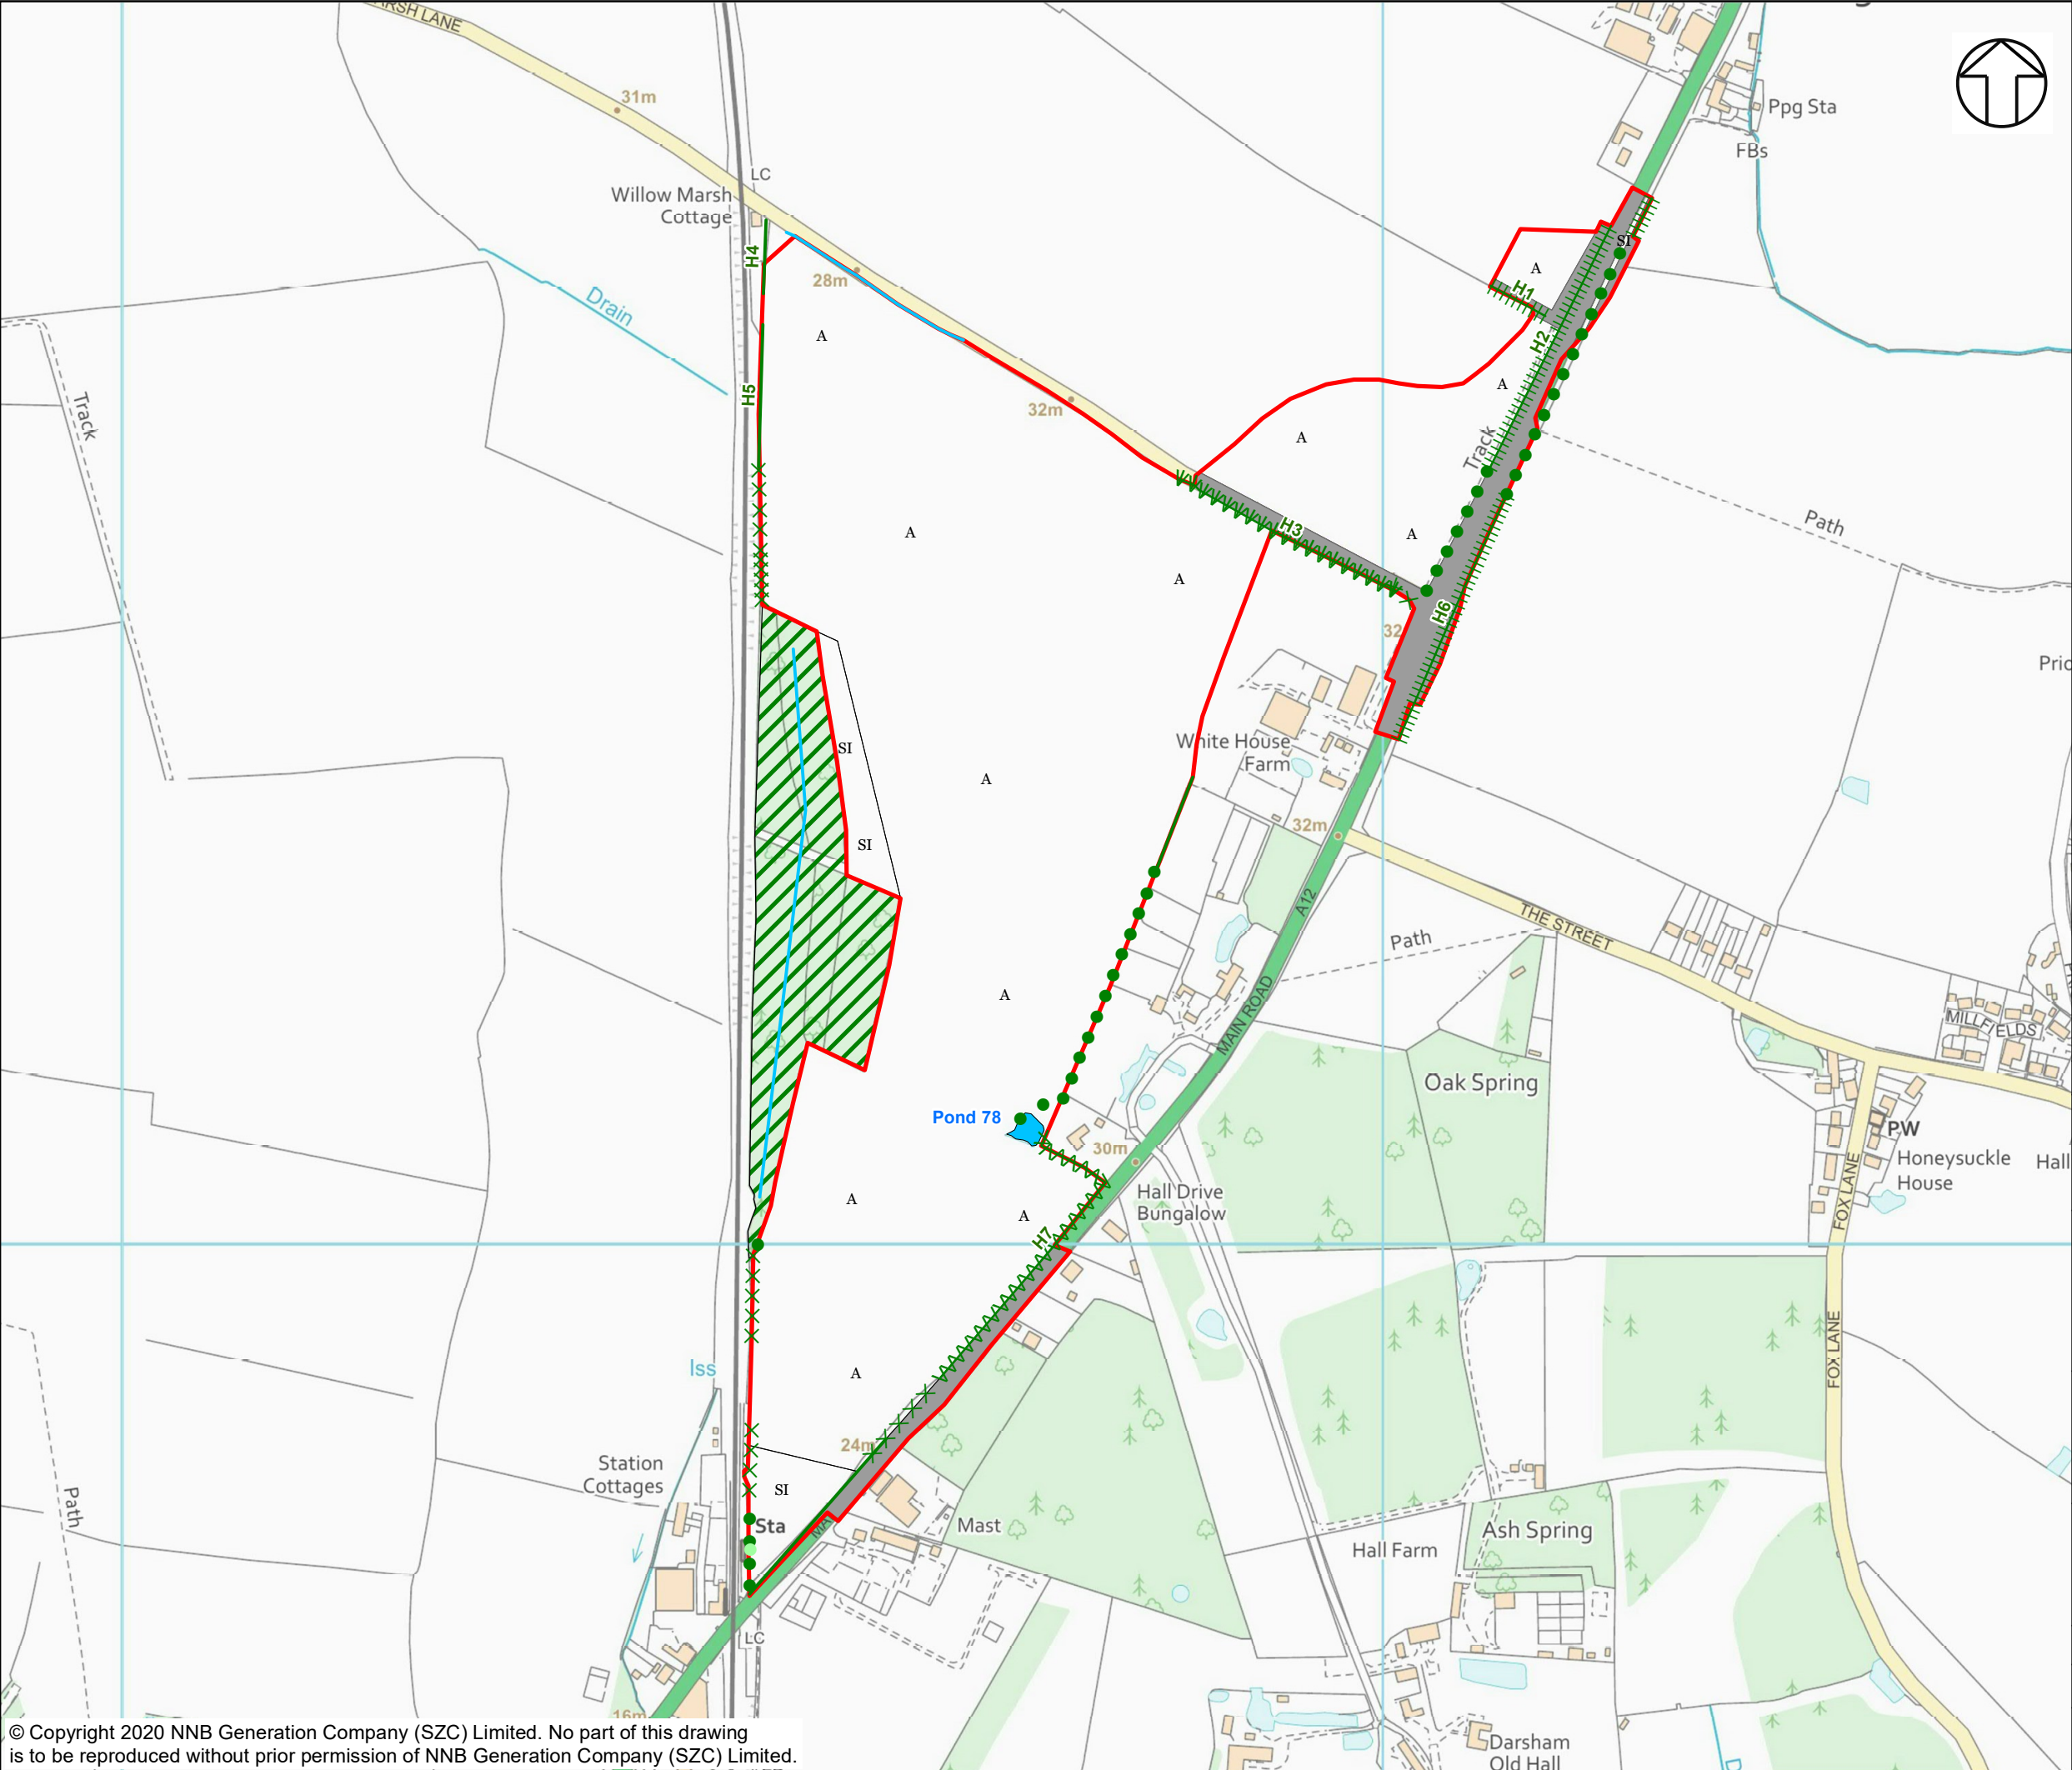 RSH LANE
31m
LC
Willow Marsh
Cottage
H4
28m
A
Drain
H5
Track
32m
A
A
A
H1
SI
H2
A
Track
Ppg Sta
FBs
Path
H3
A
A
H6
32
White House
Farm
SI
A
SI
32m
A12
THE STREET
Path
MAIN ROAD
A
Oak Spring
MILLFIELDS
Pond 78
30m
PW
Honeysuckle
House
Hall
A
A
Hall Drive
Bungalow
H7
FOX LANE
FOX LANE
Iss
A
24m
Station
Cottages
SI
Sta
MA
Mast
Path
Hall Farm
Ash Spring
LC
16m
Darsham
Old Hall
D
© Copyright 2020 NNB Generation Company (SZC) Limited. No part of this drawing
is to be reproduced without prior permission of NNB Generation Company (SZC) Limited.